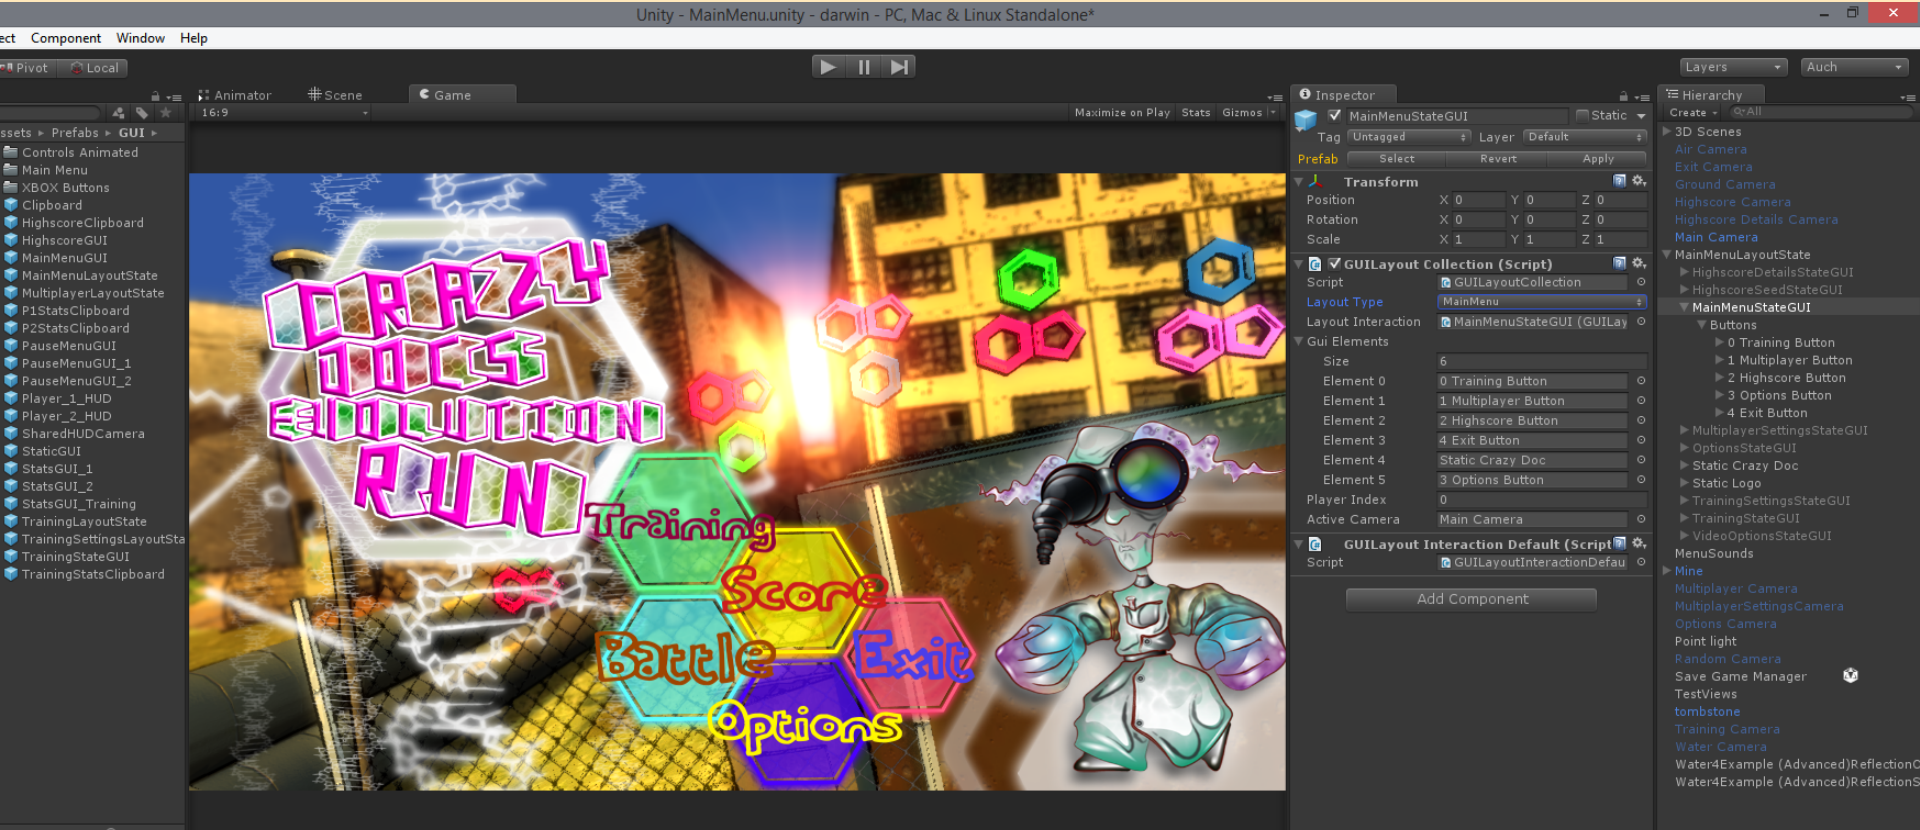 Unity - MainMenu.unity - darwin - PC, Mac & Linux Standalone*
ect Component Window Help
Pivot Local
Layers Auch
Animator Scene Game
16:9 Maximize on Play Stats Gizmos
ssets Prefabs GUI
Controls Animated
Main Menu
XBOX Buttons
Clipboard
HighscoreClipboard
HighscoreGUI
MainMenuGUI
MainMenuLayoutState
MultiplayerLayoutState
P1StatsClipboard
P2StatsClipboard
PauseMenuGUI
PauseMenuGUI_1
PauseMenuGUI_2
Player_1_HUD
Player_2_HUD
SharedHUDCamera
StaticGUI
StatsGUI_1
StatsGUI_2
StatsGUI_Training
TrainingLayoutState
TrainingSettingsLayoutSta
TrainingStateGUI
TrainingStatsClipboard
CRAZY
DOCS
EVOLUTION
RUN
Training
Score
Battle
Exit
Options
Inspector
MainMenuStateGUI Static
Tag Untagged Layer Default
Prefab Select Revert Apply
Transform
Position X 0 Y 0 Z 0
Rotation X 0 Y 0 Z 0
Scale X 1 Y 1 Z 1
GUILayout Collection (Script)
Script GUILayoutCollection
Layout Type MainMenu
Layout Interaction MainMenuStateGUI (GUILay
Gui Elements
Size 6
Element 0 0 Training Button
Element 1 1 Multiplayer Button
Element 2 2 Highscore Button
Element 3 4 Exit Button
Element 4 Static Crazy Doc
Element 5 3 Options Button
Player Index 0
Active Camera Main Camera
GUILayout Interaction Default (Script
Script GUILayoutInteractionDefau
Add Component
Hierarchy
Create All
3D Scenes
Air Camera
Exit Camera
Ground Camera
Highscore Camera
Highscore Details Camera
Main Camera
MainMenuLayoutState
HighscoreDetailsStateGUI
HighscoreSeedStateGUI
MainMenuStateGUI
Buttons
0 Training Button
1 Multiplayer Button
2 Highscore Button
3 Options Button
4 Exit Button
MultiplayerSettingsStateGUI
OptionsStateGUI
Static Crazy Doc
Static Logo
TrainingSettingsStateGUI
TrainingStateGUI
VideoOptionsStateGUI
MenuSounds
Mine
Multiplayer Camera
MultiplayerSettingsCamera
Options Camera
Point light
Random Camera
Save Game Manager
TestViews
tombstone
Training Camera
Water Camera
Water4Example (Advanced)ReflectionC
Water4Example (Advanced)ReflectionS